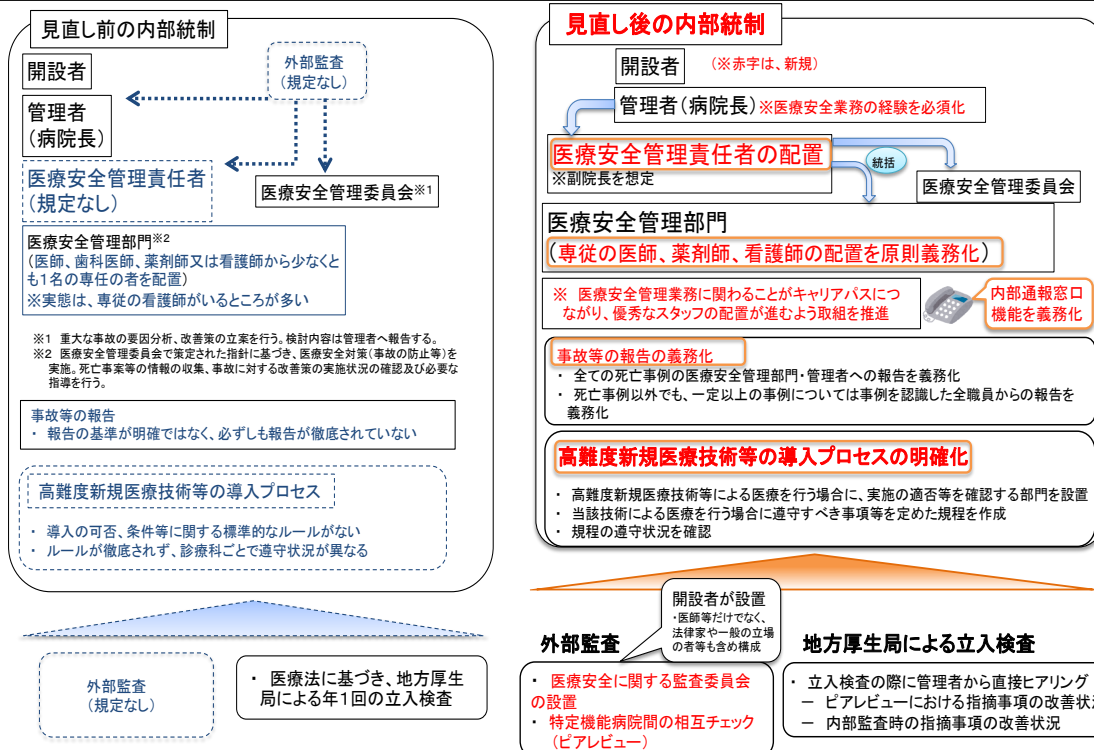 見直し前の内部統制
開設者
外部監査
(規定なし)
管理者
(病院長)
医療安全管理責任者
(規定なし)
医療安全管理委員会※1
医療安全管理部門※2
(医師、歯科医師、薬剤師又は看護師から少なくと
も1名の専任の者を配置)
※実態は、専従の看護師がいるところが多い
※1 重大な事故の要因分析、改善策の立案を行う。検討内容は管理者へ報告する。
※2 医療安全管理委員会で策定された指針に基づき、医療安全対策(事故の防止等)を
実施。死亡事案等の情報の収集、事故に対する改善策の実施状況の確認及び必要な
指導を行う。
事故等の報告
・ 報告の基準が明確ではなく、必ずしも報告が徹底されていない
高難度新規医療技術等の導入プロセス
・ 導入の可否、条件等に関する標準的なルールがない
・ ルールが徹底されず、診療科ごとで遵守状況が異なる
外部監査
(規定なし)
・ 医療法に基づき、地方厚生
局による年1回の立入検査
見直し後の内部統制
開設者
(※赤字は、新規)
管理者(病院長)※医療安全業務の経験を必須化
医療安全管理責任者の配置
※副院長を想定
統括
医療安全管理委員会
医療安全管理部門
(専従の医師、薬剤師、看護師の配置を原則義務化)
※ 医療安全管理業務に関わることがキャリアパスにつ
ながり、優秀なスタッフの配置が進むよう取組を推進
内部通報窓口
機能を義務化
事故等の報告の義務化
・ 全ての死亡事例の医療安全管理部門・管理者への報告を義務化
・ 死亡事例以外でも、一定以上の事例については事例を認識した全職員からの報告を
義務化
高難度新規医療技術等の導入プロセスの明確化
・ 高難度新規医療技術等による医療を行う場合に、実施の適否等を確認する部門を設置
・ 当該技術による医療を行う場合に遵守すべき事項等を定めた規程を作成
・ 規程の遵守状況を確認
開設者が設置
・医師等だけでなく、
法律家や一般の立場
の者等も含め構成
外部監査
・ 医療安全に関する監査委員会
の設置
・ 特定機能病院間の相互チェック
(ピアレビュー)
地方厚生局による立入検査
・ 立入検査の際に管理者から直接ヒアリング
－ ピアレビューにおける指摘事項の改善状
－ 内部監査時の指摘事項の改善状況